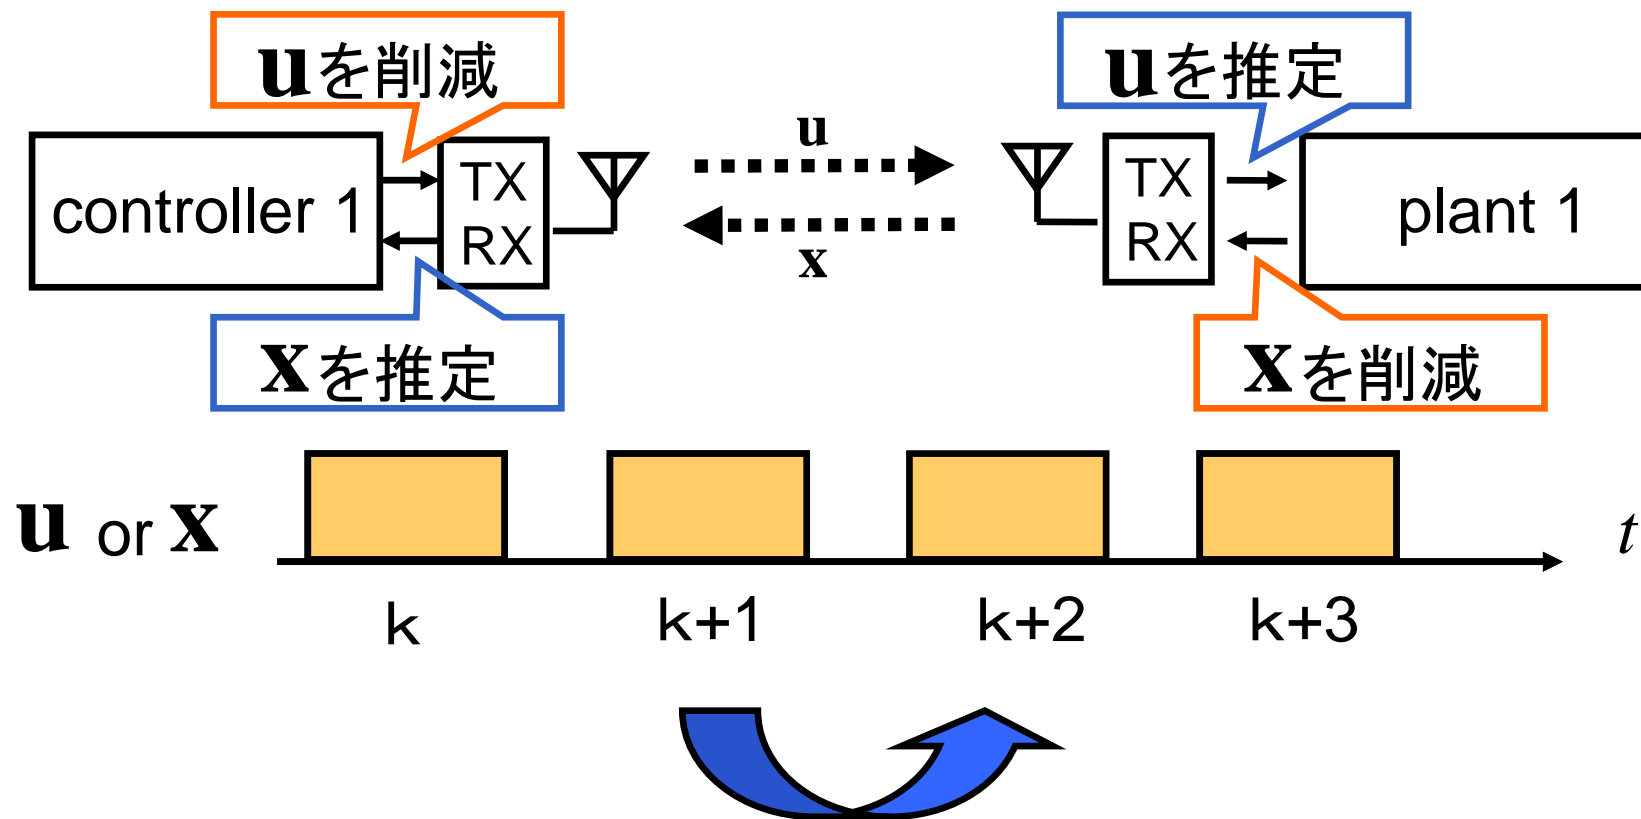 uを削減
uを推定
controller 1
TX
RX
u
x
TX
RX
plant 1
xを推定
xを削減
u or x
t
k
k+1
k+2
k+3